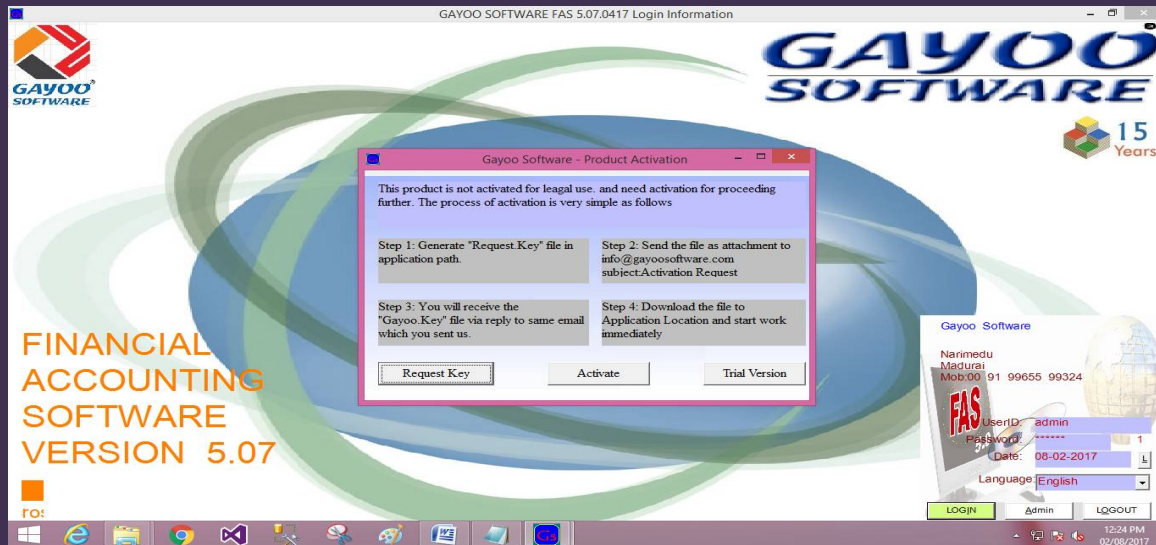 GAYOO SOFTWARE FAS 5.07.0417 Login Information
GAYOO
SOFTWARE
GAYOO
SOFTWARE
15
Years
Gayoo Software - Product Activation
This product is not activated for leagal use. and need activation for proceeding
further. The process of activation is very simple as follows
Step 1: Generate "Request.Key" file in
application path.
Step 2: Send the file as attachment to
info@gayoosoftware.com
subject:Activation Request
Step 3: You will receive the
"Gayoo.Key" file via reply to same email
which you sent us.
Step 4: Download the file to
Application Location and start work
immediately
Request Key
Activate
Trial Version
FINANCIAL
ACCOUNTING
SOFTWARE
VERSION 5.07
Gayoo Software
Narimedu
Madurai
Mob:00 91 99655 99324
FAS
UserID: admin
Password: ****** 1
Date: 08-02-2017 L
Language: English
LOGIN Admin LOGOUT
Gs
12:24 PM
02/08/2017